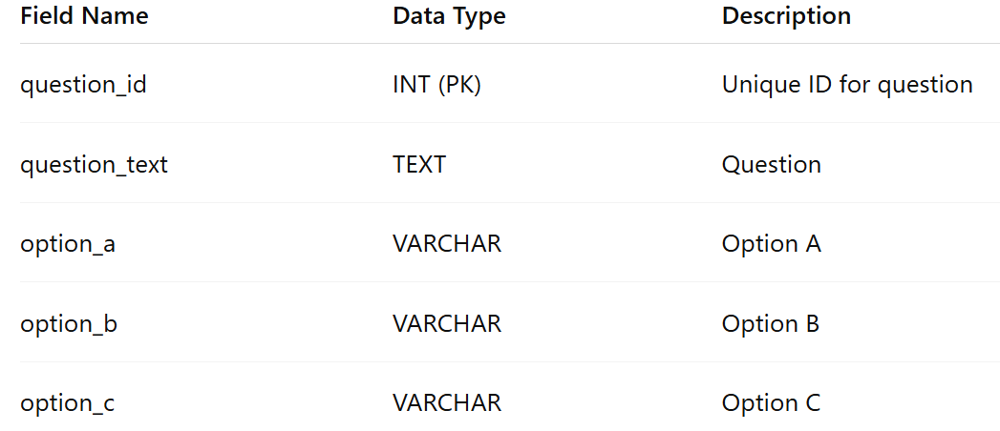 Field Name Data Type Description
question_id INT (PK) Unique ID for question
question_text TEXT Question
option_a VARCHAR Option A
option_b VARCHAR Option B
option_c VARCHAR Option C